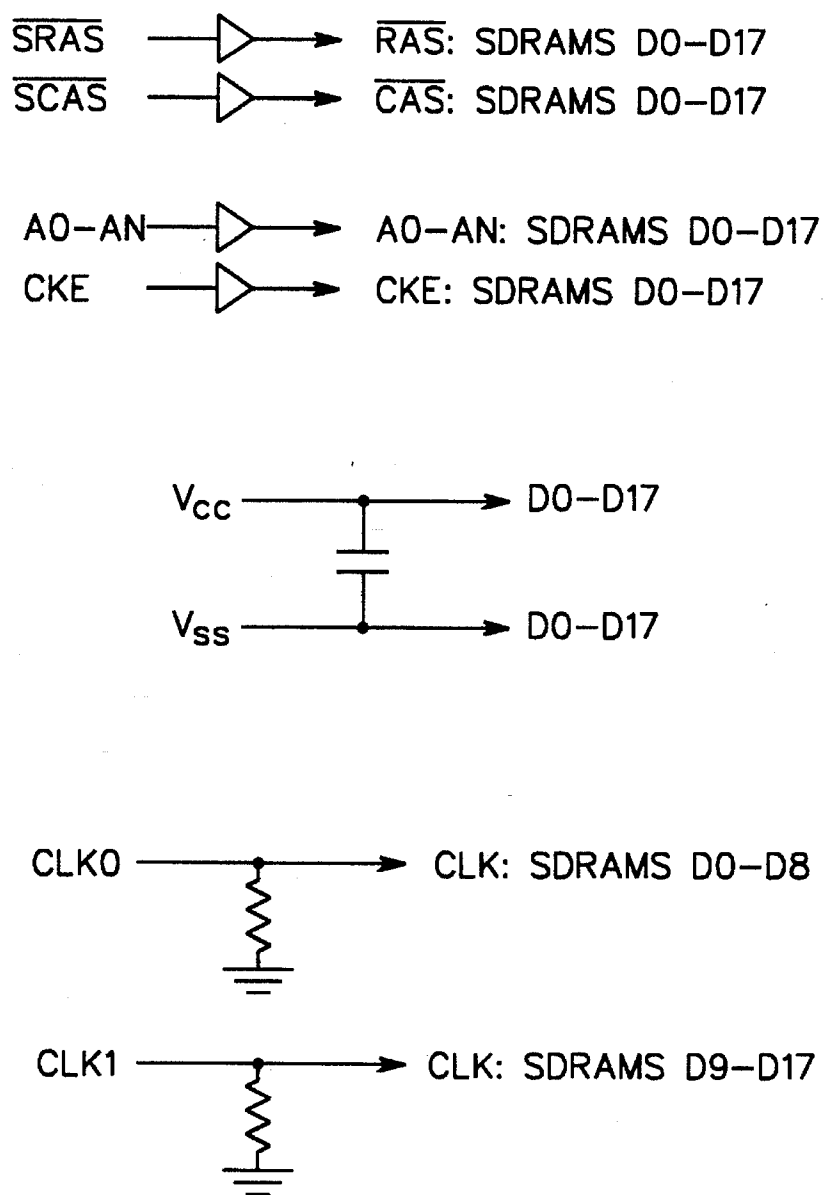 SRAS RAS: SDRAMS D0-D17
SCAS CAS: SDRAMS D0-D17
A0-AN A0-AN: SDRAMS D0-D17
CKE CKE: SDRAMS D0-D17
VCC D0-D17
VSS D0-D17
CLK0 CLK: SDRAMS D0-D8
CLK1 CLK: SDRAMS D9-D17